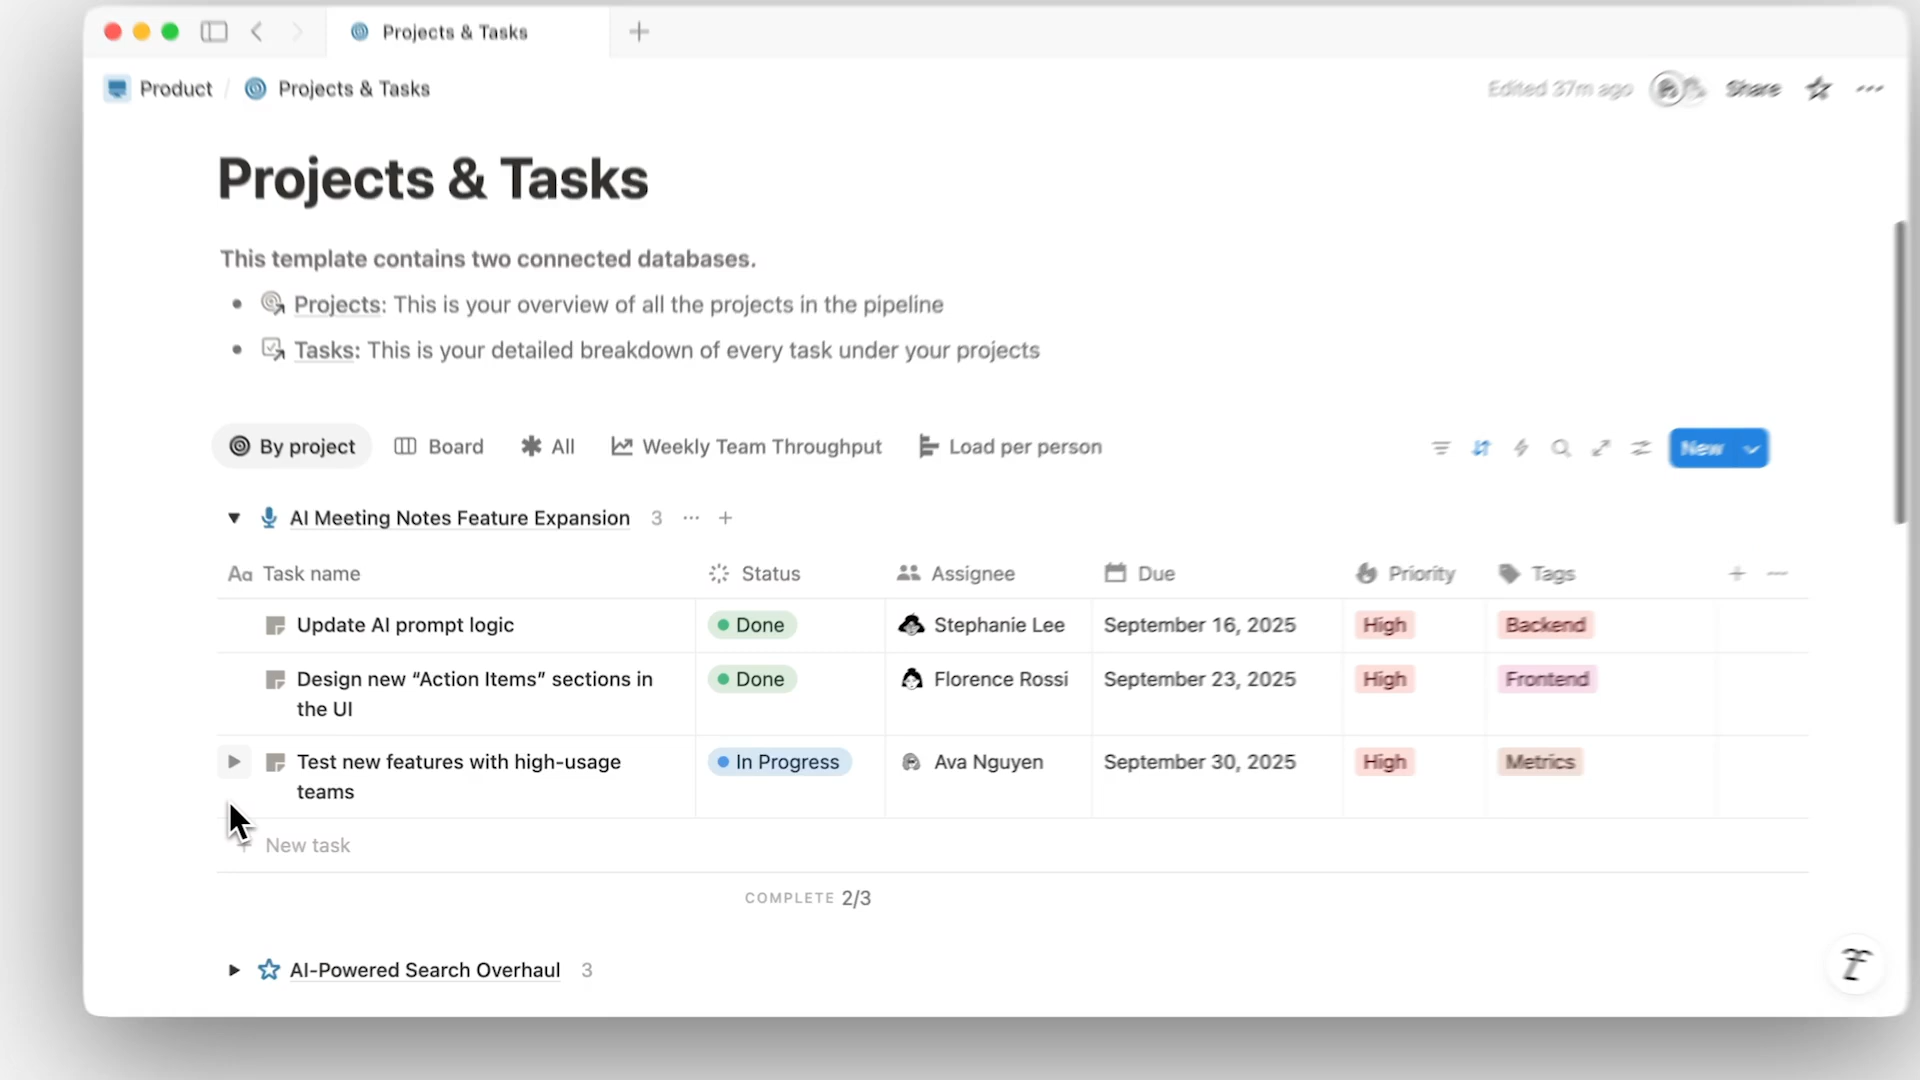 Projects & Tasks
Product / Projects & Tasks
Edited 37m ago
Share
Projects & Tasks
This template contains two connected databases.
• Projects: This is your overview of all the projects in the pipeline
• Tasks: This is your detailed breakdown of every task under your projects
By project
Board
All
Weekly Team Throughput
Load per person
New
AI Meeting Notes Feature Expansion 3
Aa Task name
Status
Assignee
Due
Priority
Tags
Update AI prompt logic
Done
Stephanie Lee
September 16, 2025
High
Backend
Design new “Action Items” sections in
the UI
Done
Florence Rossi
September 23, 2025
High
Frontend
Test new features with high-usage
teams
In Progress
Ava Nguyen
September 30, 2025
High
Metrics
+ New task
COMPLETE 2/3
AI-Powered Search Overhaul 3